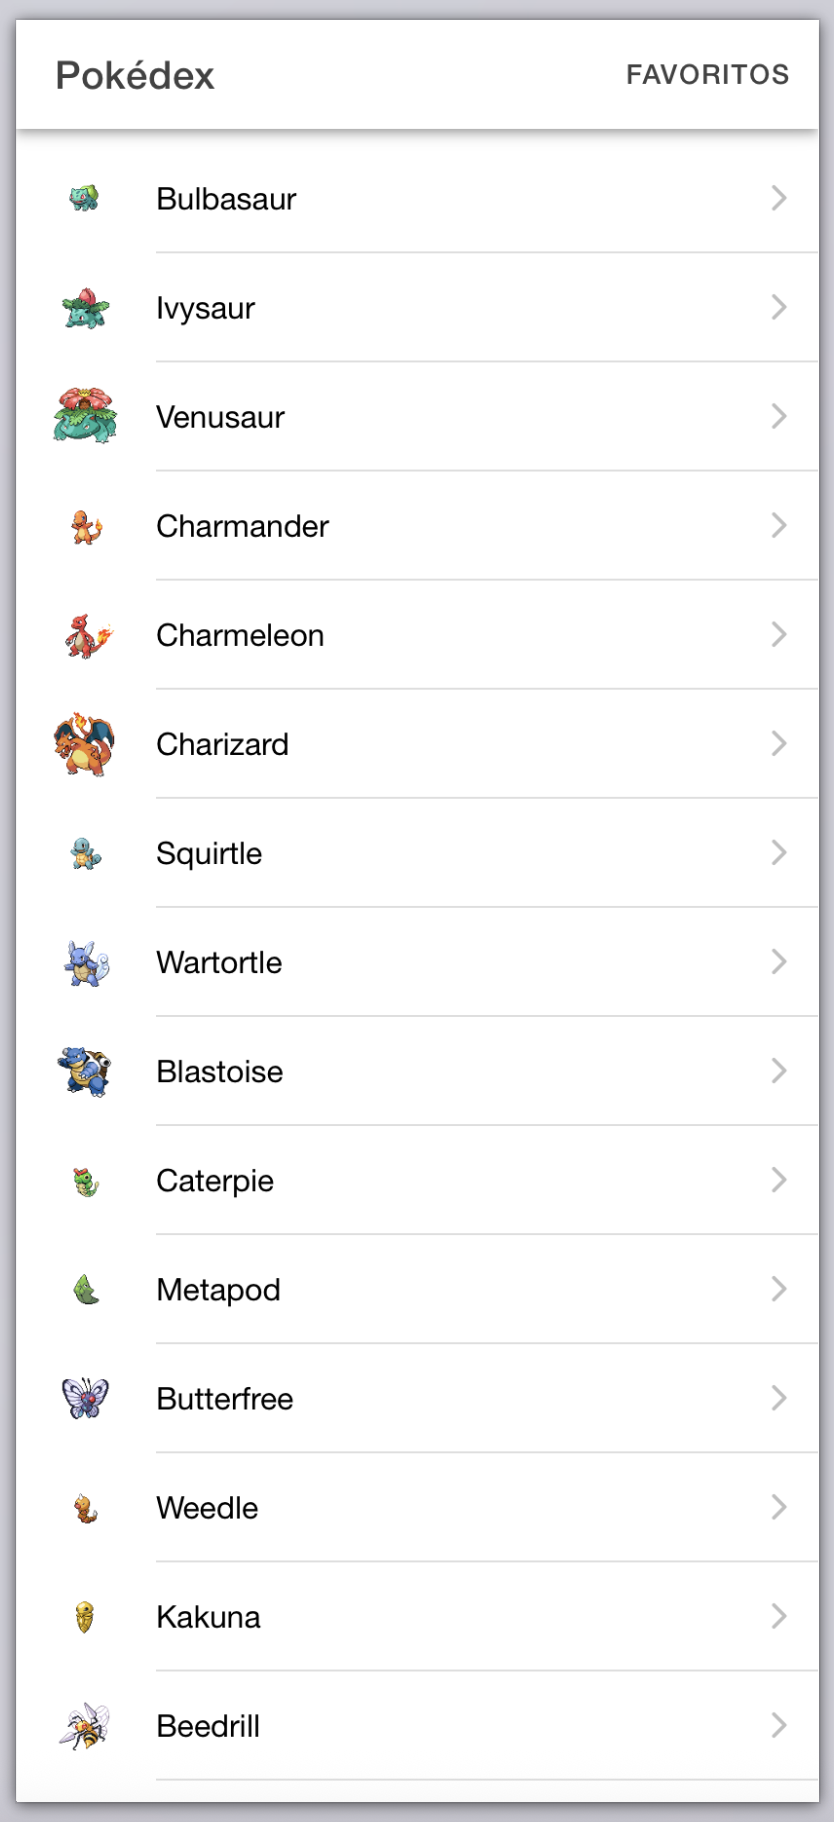 Pokédex
FAVORITOS
Bulbasaur
Ivysaur
Venusaur
Charmander
Charmeleon
Charizard
Squirtle
Wartortle
Blastoise
Caterpie
Metapod
Butterfree
Weedle
Kakuna
Beedrill